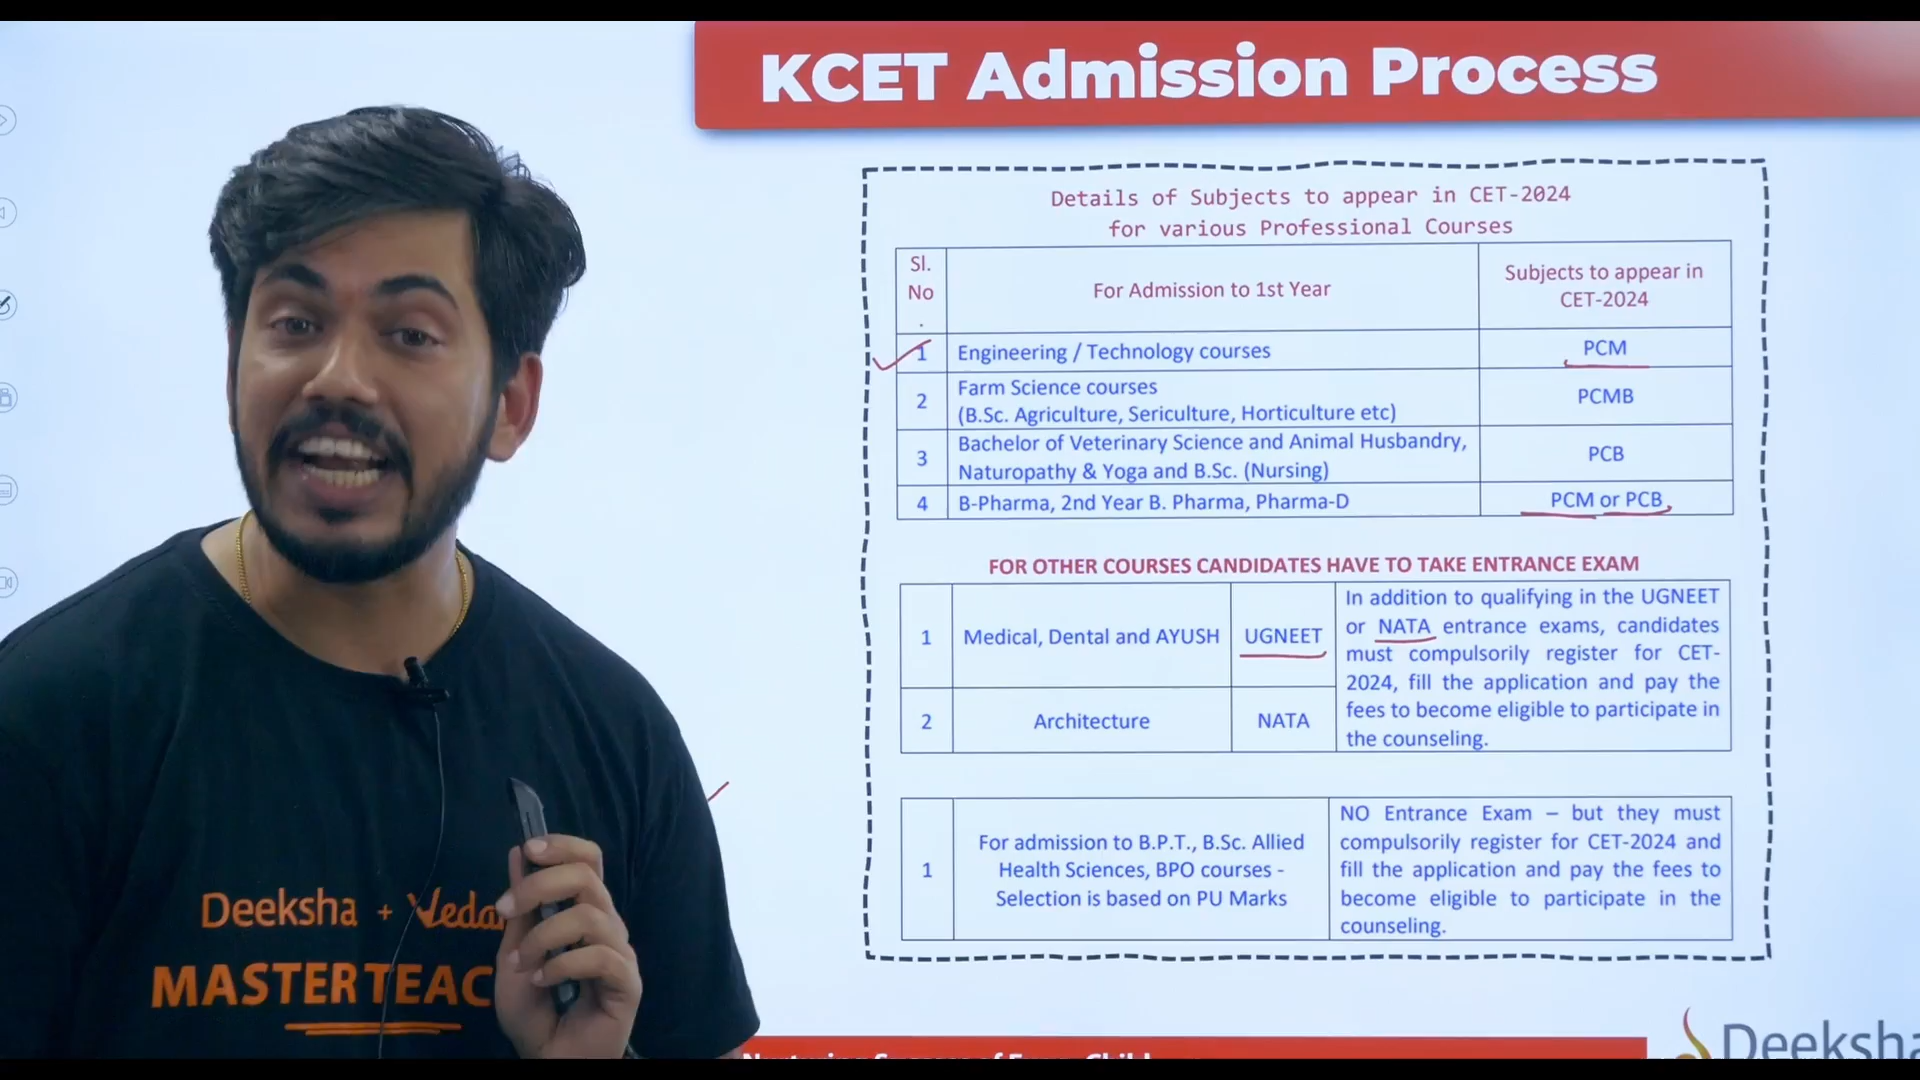 KCET Admission Process
Details of Subjects to appear in CET-2024
for various Professional Courses
Sl.
No
.
For Admission to 1st Year
Subjects to appear in
CET-2024
1
Engineering / Technology courses
PCM
2
Farm Science courses
(B.Sc. Agriculture, Sericulture, Horticulture etc)
PCMB
3
Bachelor of Veterinary Science and Animal Husbandry,
Naturopathy & Yoga and B.Sc. (Nursing)
PCB
4
B-Pharma, 2nd Year B. Pharma, Pharma-D
PCM or PCB
FOR OTHER COURSES CANDIDATES HAVE TO TAKE ENTRANCE EXAM
1
Medical, Dental and AYUSH
UGNEET
2
Architecture
NATA
In addition to qualifying in the UGNEET
or NATA entrance exams, candidates
must compulsorily register for CET-
2024, fill the application and pay the
fees to become eligible to participate in
the counseling.
1
For admission to B.P.T., B.Sc. Allied
Health Sciences, BPO courses -
Selection is based on PU Marks
NO Entrance Exam – but they must
compulsorily register for CET-2024 and
fill the application and pay the fees to
become eligible to participate in the
counseling.
Deeksha + Vedan
MASTER TEAC
Deeksha